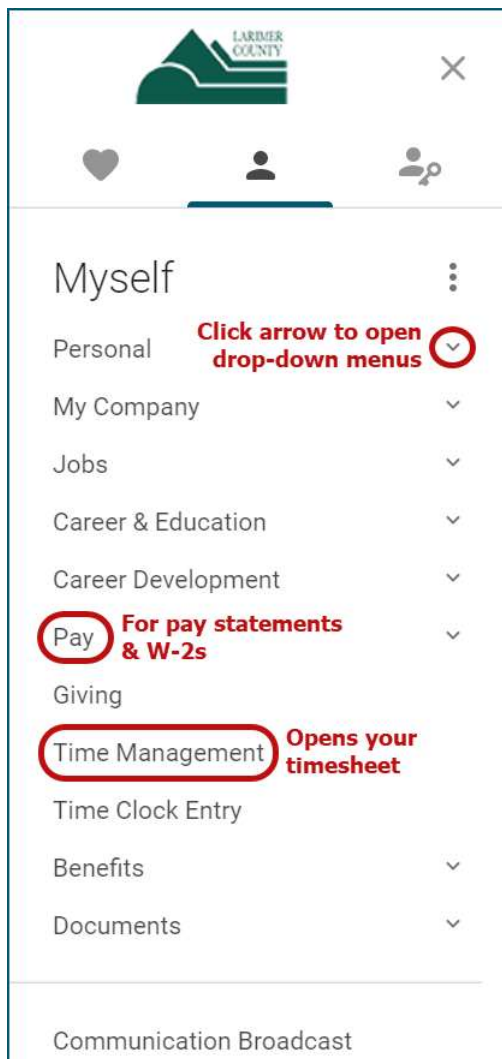 LARIMER
COUNTY
Myself
Personal
Click arrow to open
drop-down menus
My Company
Jobs
Career & Education
Career Development
Pay
For pay statements
& W-2s
Giving
Time Management
Opens your
timesheet
Time Clock Entry
Benefits
Documents
Communication Broadcast